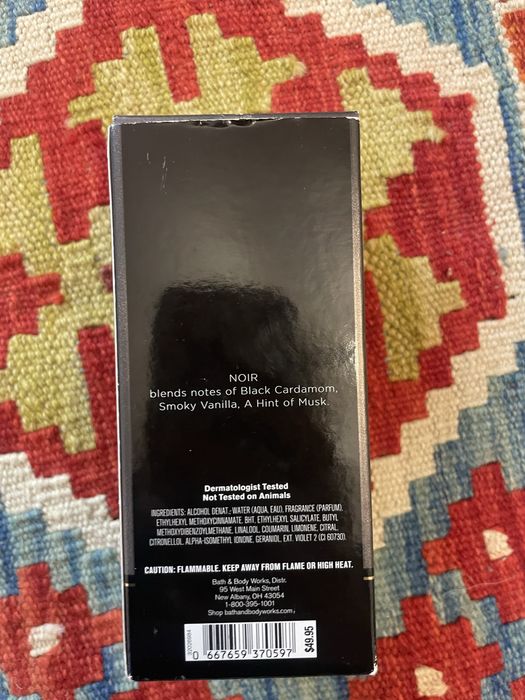 NOIR
blends notes of Black Cardamom,
Smoky Vanilla, A Hint of Musk.
Dermatologist Tested
Not Tested on Animals
INGREDIENTS: ALCOHOL DENAT., WATER (AQUA, EAU), FRAGRANCE (PARFUM),
ETHYLHEXYL METHOXYCINNAMATE, BHT, ETHYLHEXYL SALICYLATE, BUTYL
METHOXYDIBENZOYLMETHANE, LINALOOL, COUMARIN, LIMONENE, CITRAL,
CITRONELLOL, ALPHA-ISOMETHYL IONONE, GERANIOL, EXT. VIOLET 2 (CI 60730).
CAUTION: FLAMMABLE. KEEP AWAY FROM FLAME OR HIGH HEAT.
Bath & Body Works, Distr.
95 West Main Street
New Albany, OH 43054
1-800-395-1001
Shop bathandbodyworks.com
$49.95
0 667659 370597